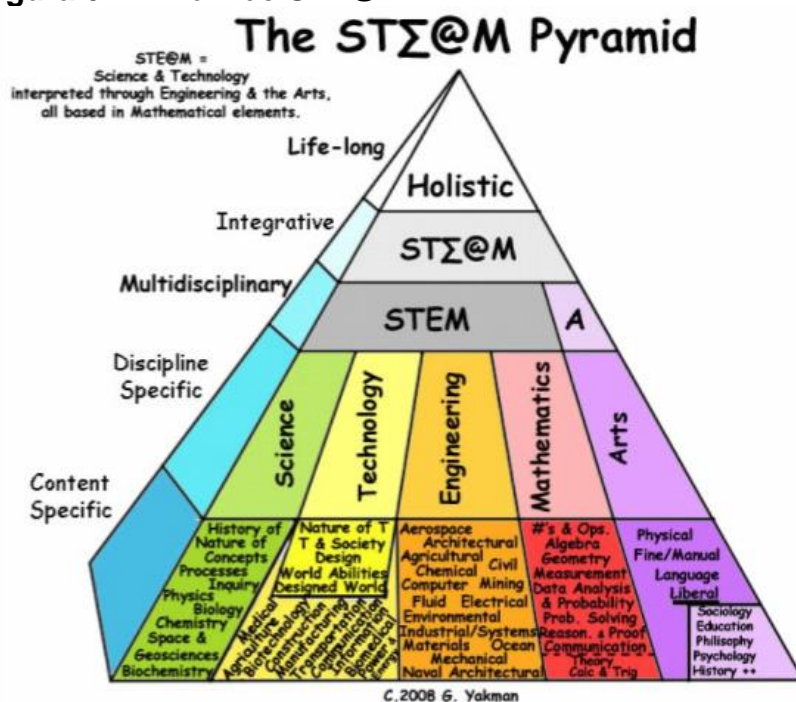 The ST∑@M Pyramid
STE@M =
Science & Technology
interpreted through Engineering & the Arts,
all based in Mathematical elements.
Life-long
Holistic
Integrative
ST∑@M
Multidisciplinary
STEM
A
Discipline
Specific
Science
Technology
Engineering
Mathematics
Arts
Content
Specific
History of
Nature of
Concepts
Processes
Inquiry
Physics
Biology
Chemistry
Space &
Geosciences
Biochemistry
Nature of T
T & Society
Design
World Abilities
Designed World
Medical
Agriculture
Biotechnology
Construction
Manufacturing
Transportation
Communication
Information
Biomedical
Power &
Energy
Aerospace
Architectural
Agricultural
Chemical Civil
Computer Mining
Fluid Electrical
Environmental
Industrial/Systems
Materials Ocean
Mechanical
Naval Architectural
#'s & Ops.
Algebra
Geometry
Measurement
Data Analysis
& Probability
Prob. Solving
Reason. & Proof
Communication
Theory
Calc & Trig
Physical
Fine/Manual
Language
Liberal
Sociology
Education
Philisophy
Psychology
History ++
C.2008 G. Yakman